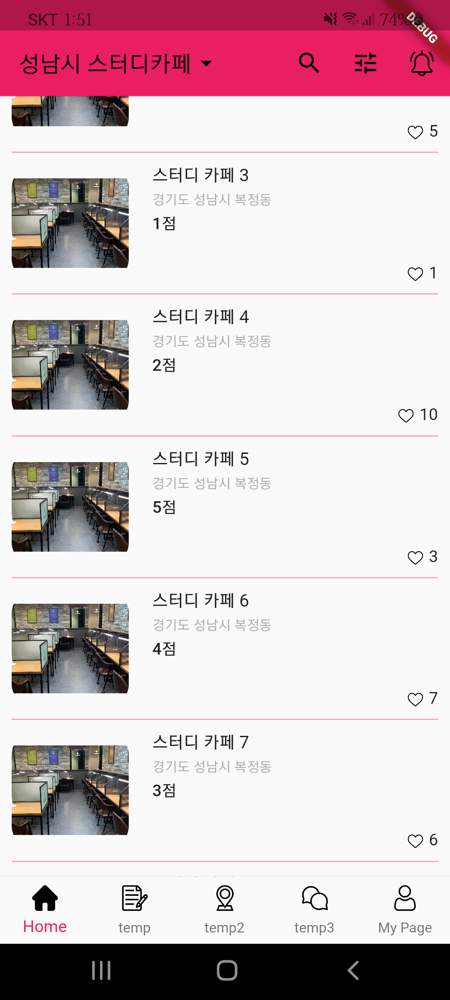 SKT 1:51
74%
DEBUG
성남시 스터디카페
5
스터디 카페 3
경기도 성남시 복정동
1점
1
스터디 카페 4
경기도 성남시 복정동
2점
10
스터디 카페 5
경기도 성남시 복정동
5점
3
스터디 카페 6
경기도 성남시 복정동
4점
7
스터디 카페 7
경기도 성남시 복정동
3점
6
Home
temp
temp2
temp3
My Page